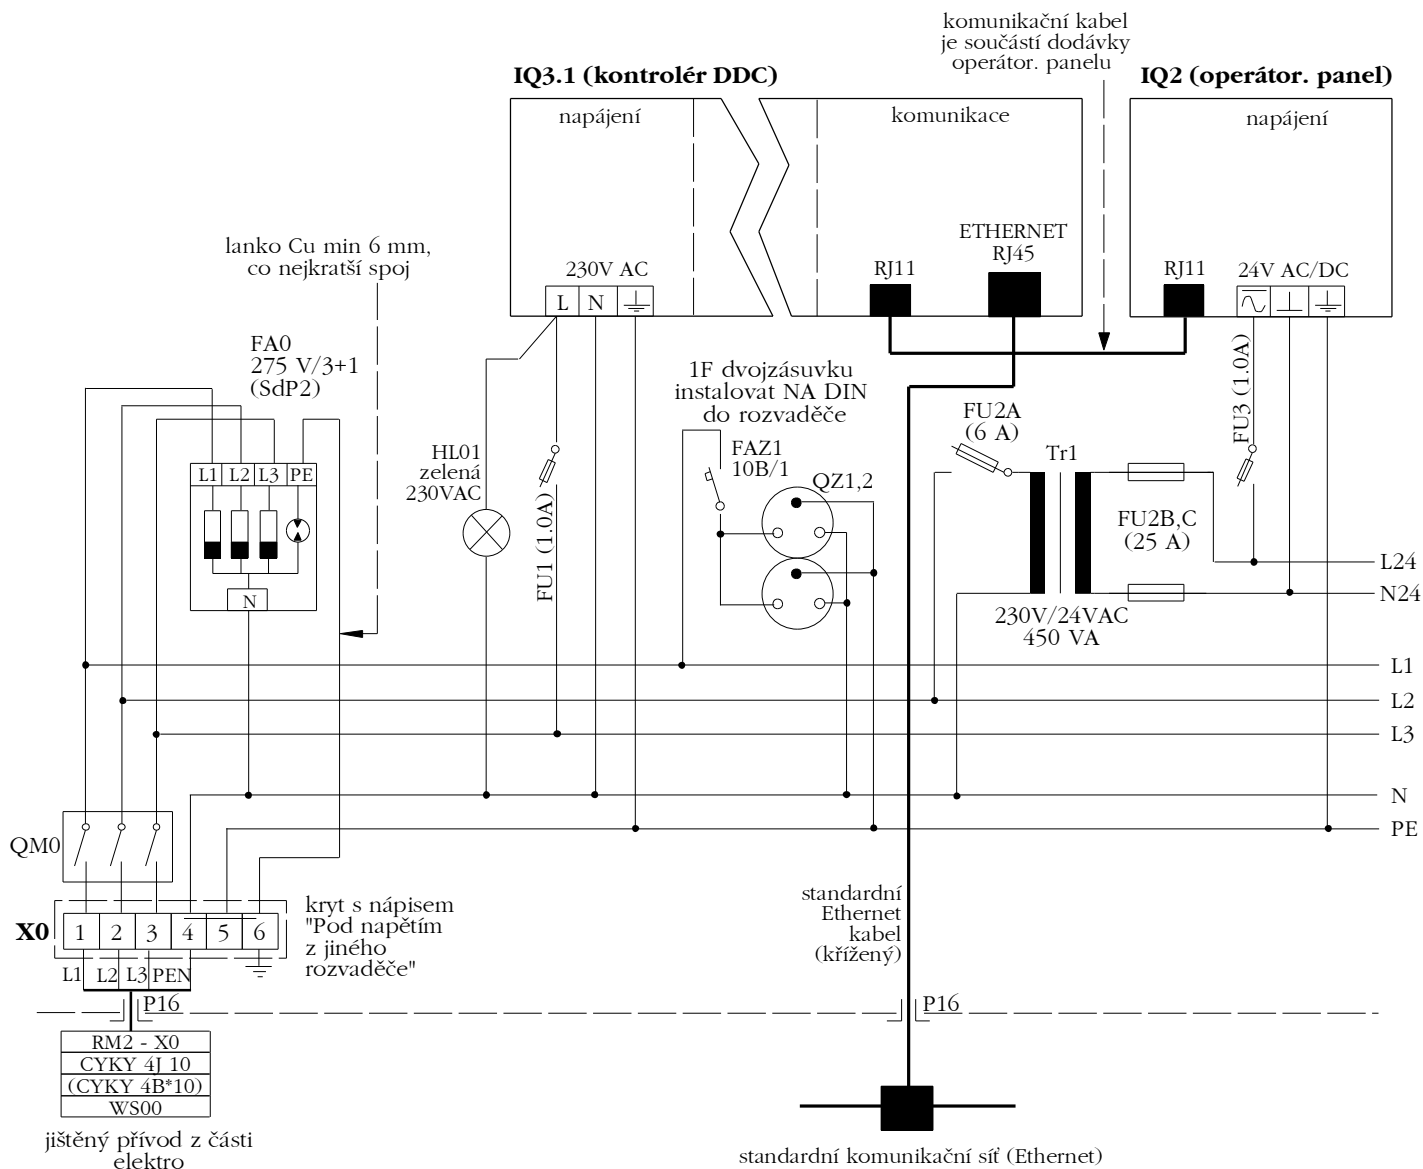 komunikační kabel
je součástí dodávky
operátor. panelu
IQ3.1 (kontrolér DDC)
IQ2 (operátor. panel)
napájení
komunikace
napájení
lanko Cu min 6 mm,
co nejkratší spoj
230V AC
L N
RJ11
ETHERNET
RJ45
RJ11
24V AC/DC
FA0
275 V/3+1
(SdP2)
L1 L2 L3 PE
N
HL01
zelená
230VAC
FU1 (1.0A)
1F dvojzásuvku
instalovat NA DIN
do rozvaděče
FAZ1
10B/1
QZ1,2
FU2A
(6 A)
Tr1
FU3 (1.0A)
FU2B,C
(25 A)
230V/24VAC
450 VA
L24
N24
L1
L2
L3
N
PE
QM0
X0
1 2 3 4 5 6
L1 L2 L3 PEN
kryt s nápisem
"Pod napětím
z jiného
rozvaděče"
P16
RM2 - X0
CYKY 4J 10
(CYKY 4B*10)
WS00
jištěný přívod z části
elektro
standardní
Ethernet
kabel
(křížený)
P16
standardní komunikační síť (Ethernet)